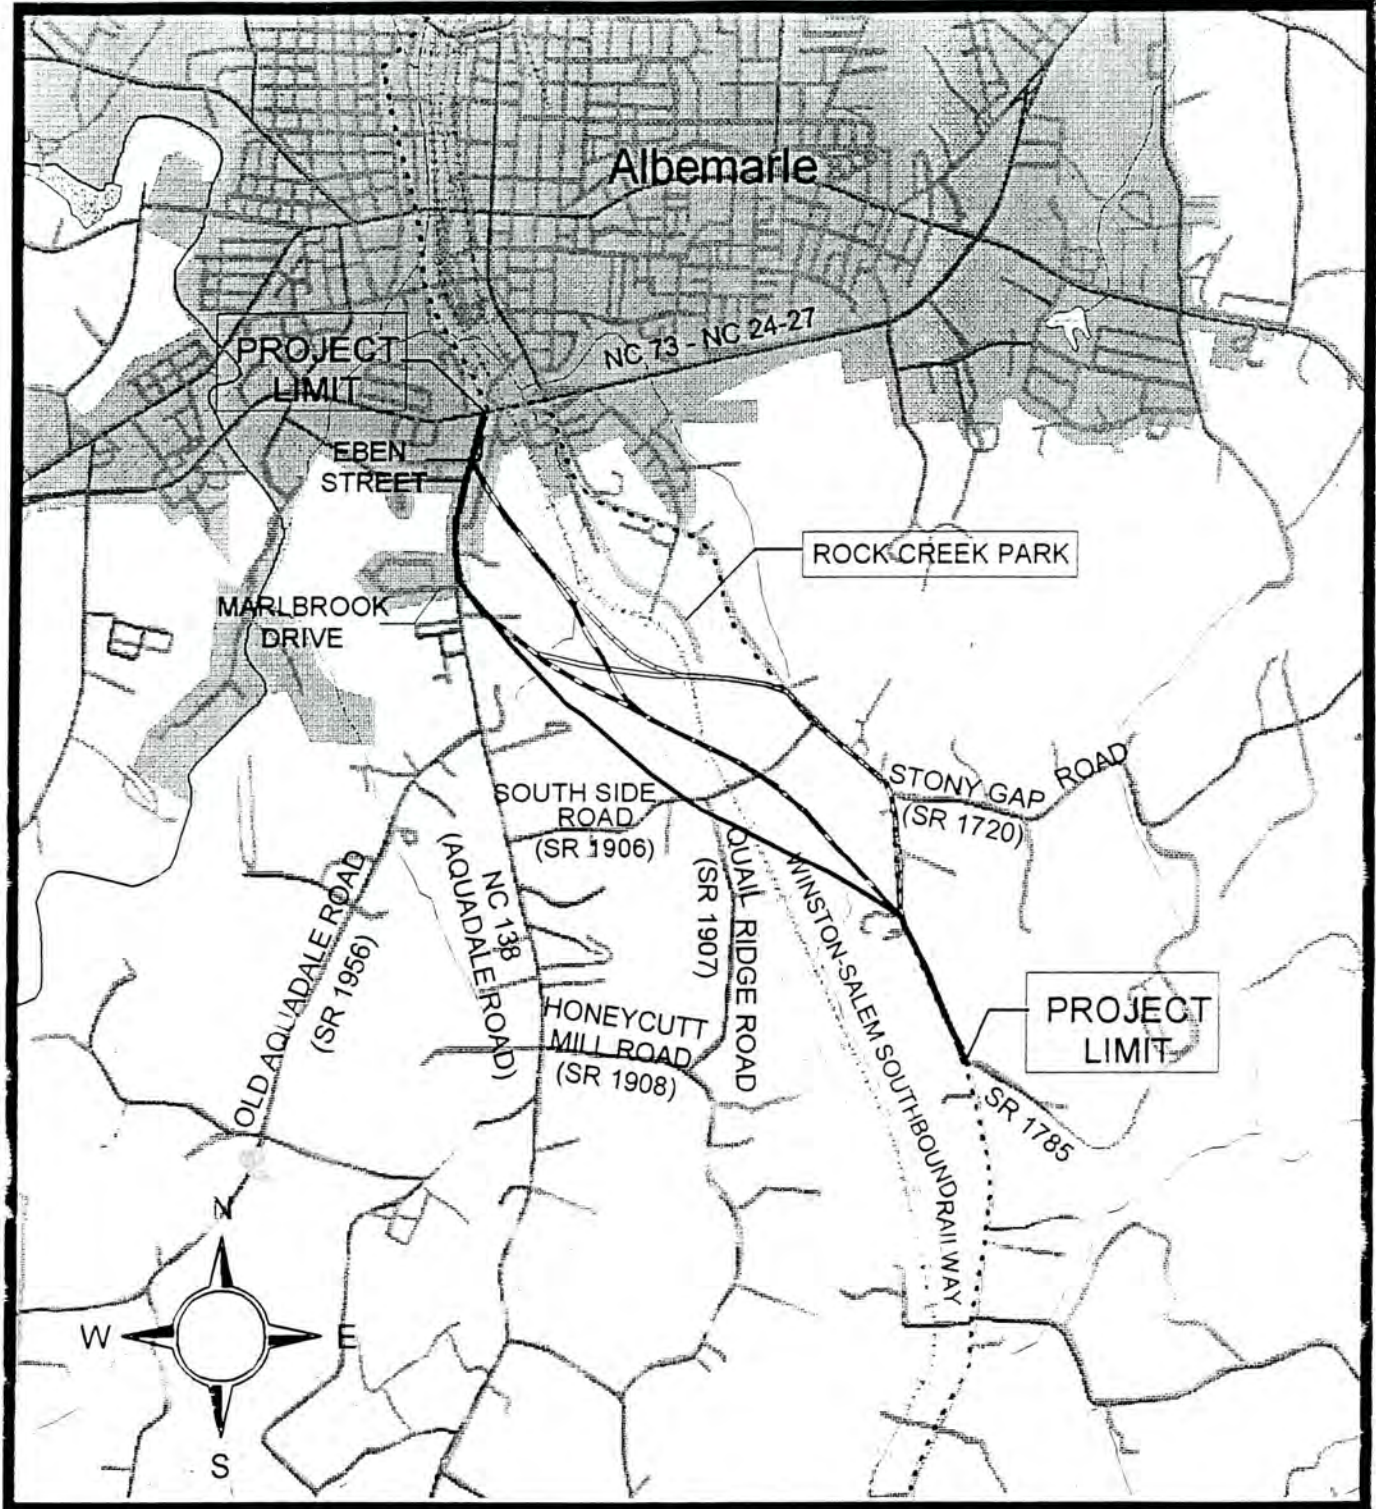 Albemarle
NC 73 - NC 24-27
PROJECT
LIMIT
EBEN
STREET
ROCK CREEK PARK
MARLBROOK
DRIVE
STONY GAP ROAD
(SR 1720)
SOUTH SIDE
ROAD
(SR 1906)
QUAIL RIDGE ROAD
(SR 1907)
WINSTON-SALEM SOUTHBOUND RAILWAY
OLD AQUADALE ROAD
(SR 1956)
NC 138
(AQUADALE ROAD)
HONEYCUTT
MILL ROAD
(SR 1908)
PROJECT
LIMIT
SR 1785
N
W E
S